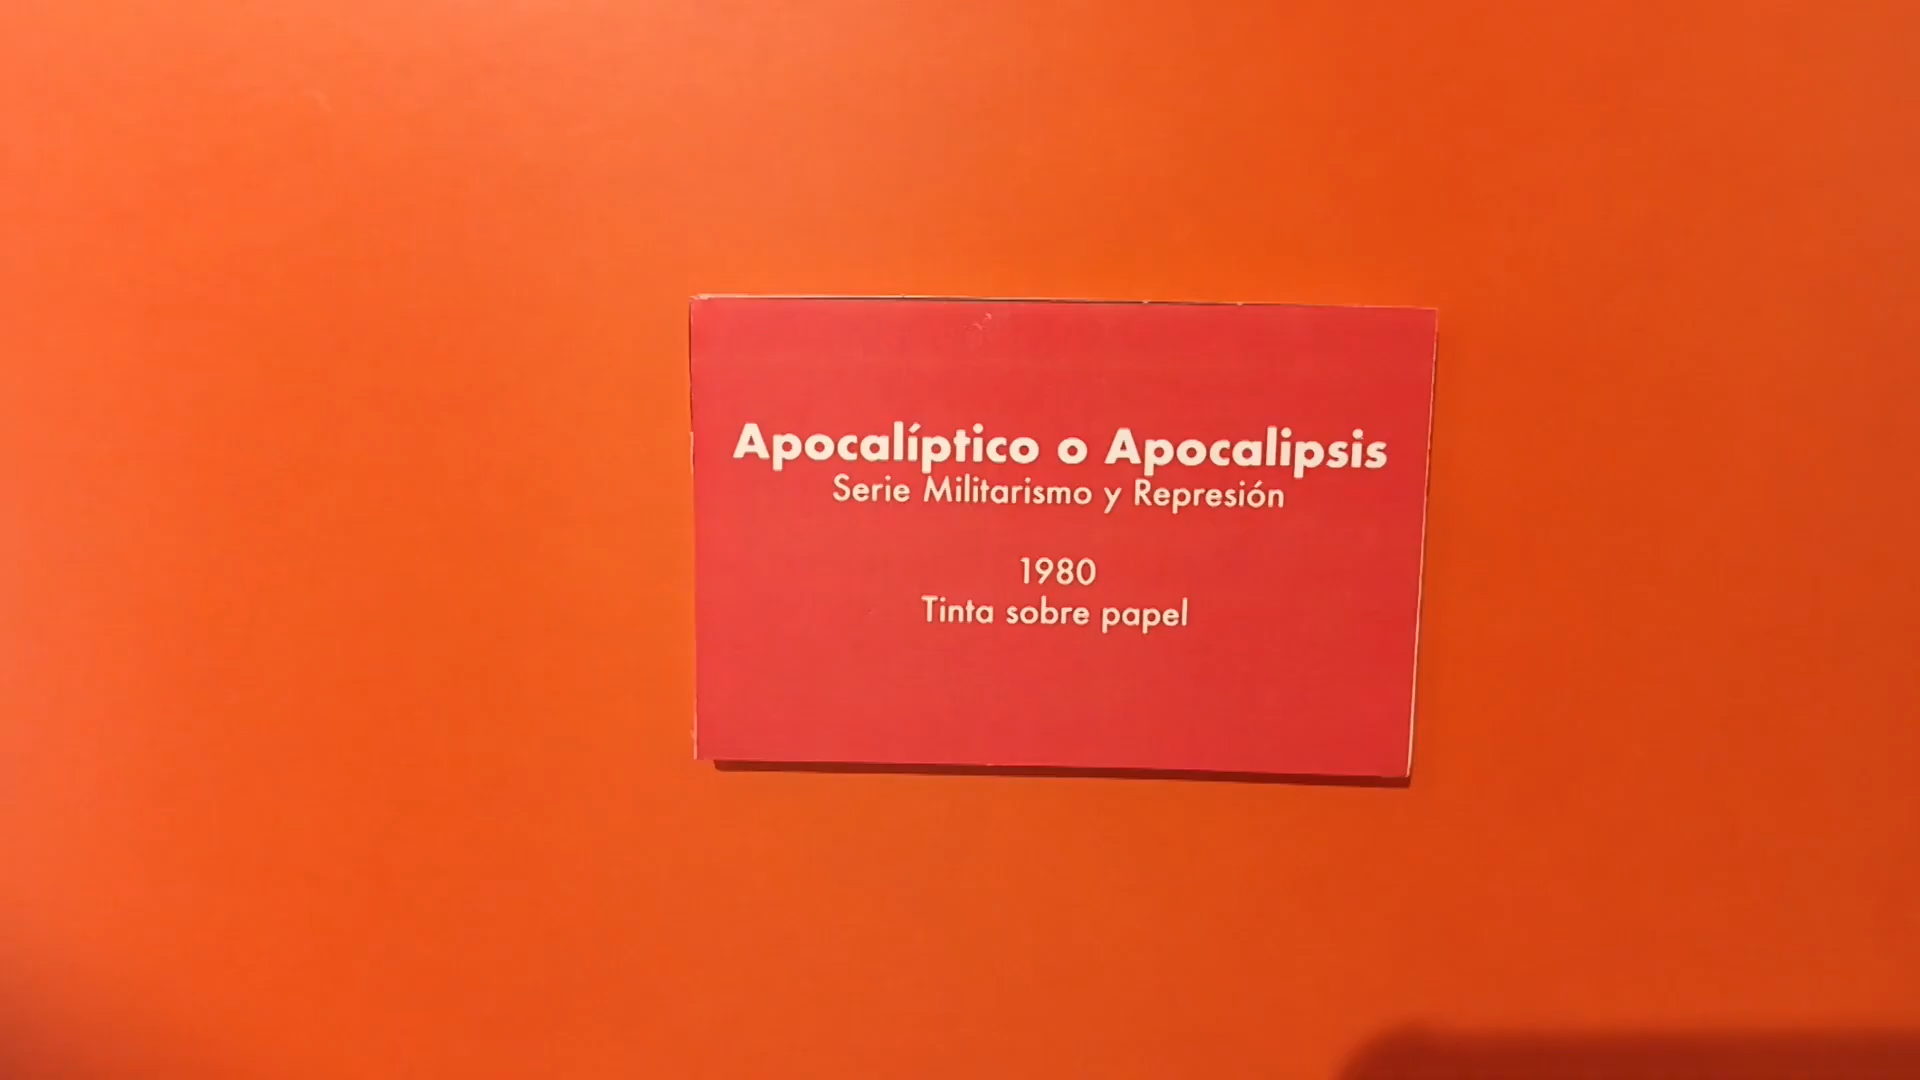 Apocalíptico o Apocalipsis
Serie Militarismo y Represión
1980
Tinta sobre papel